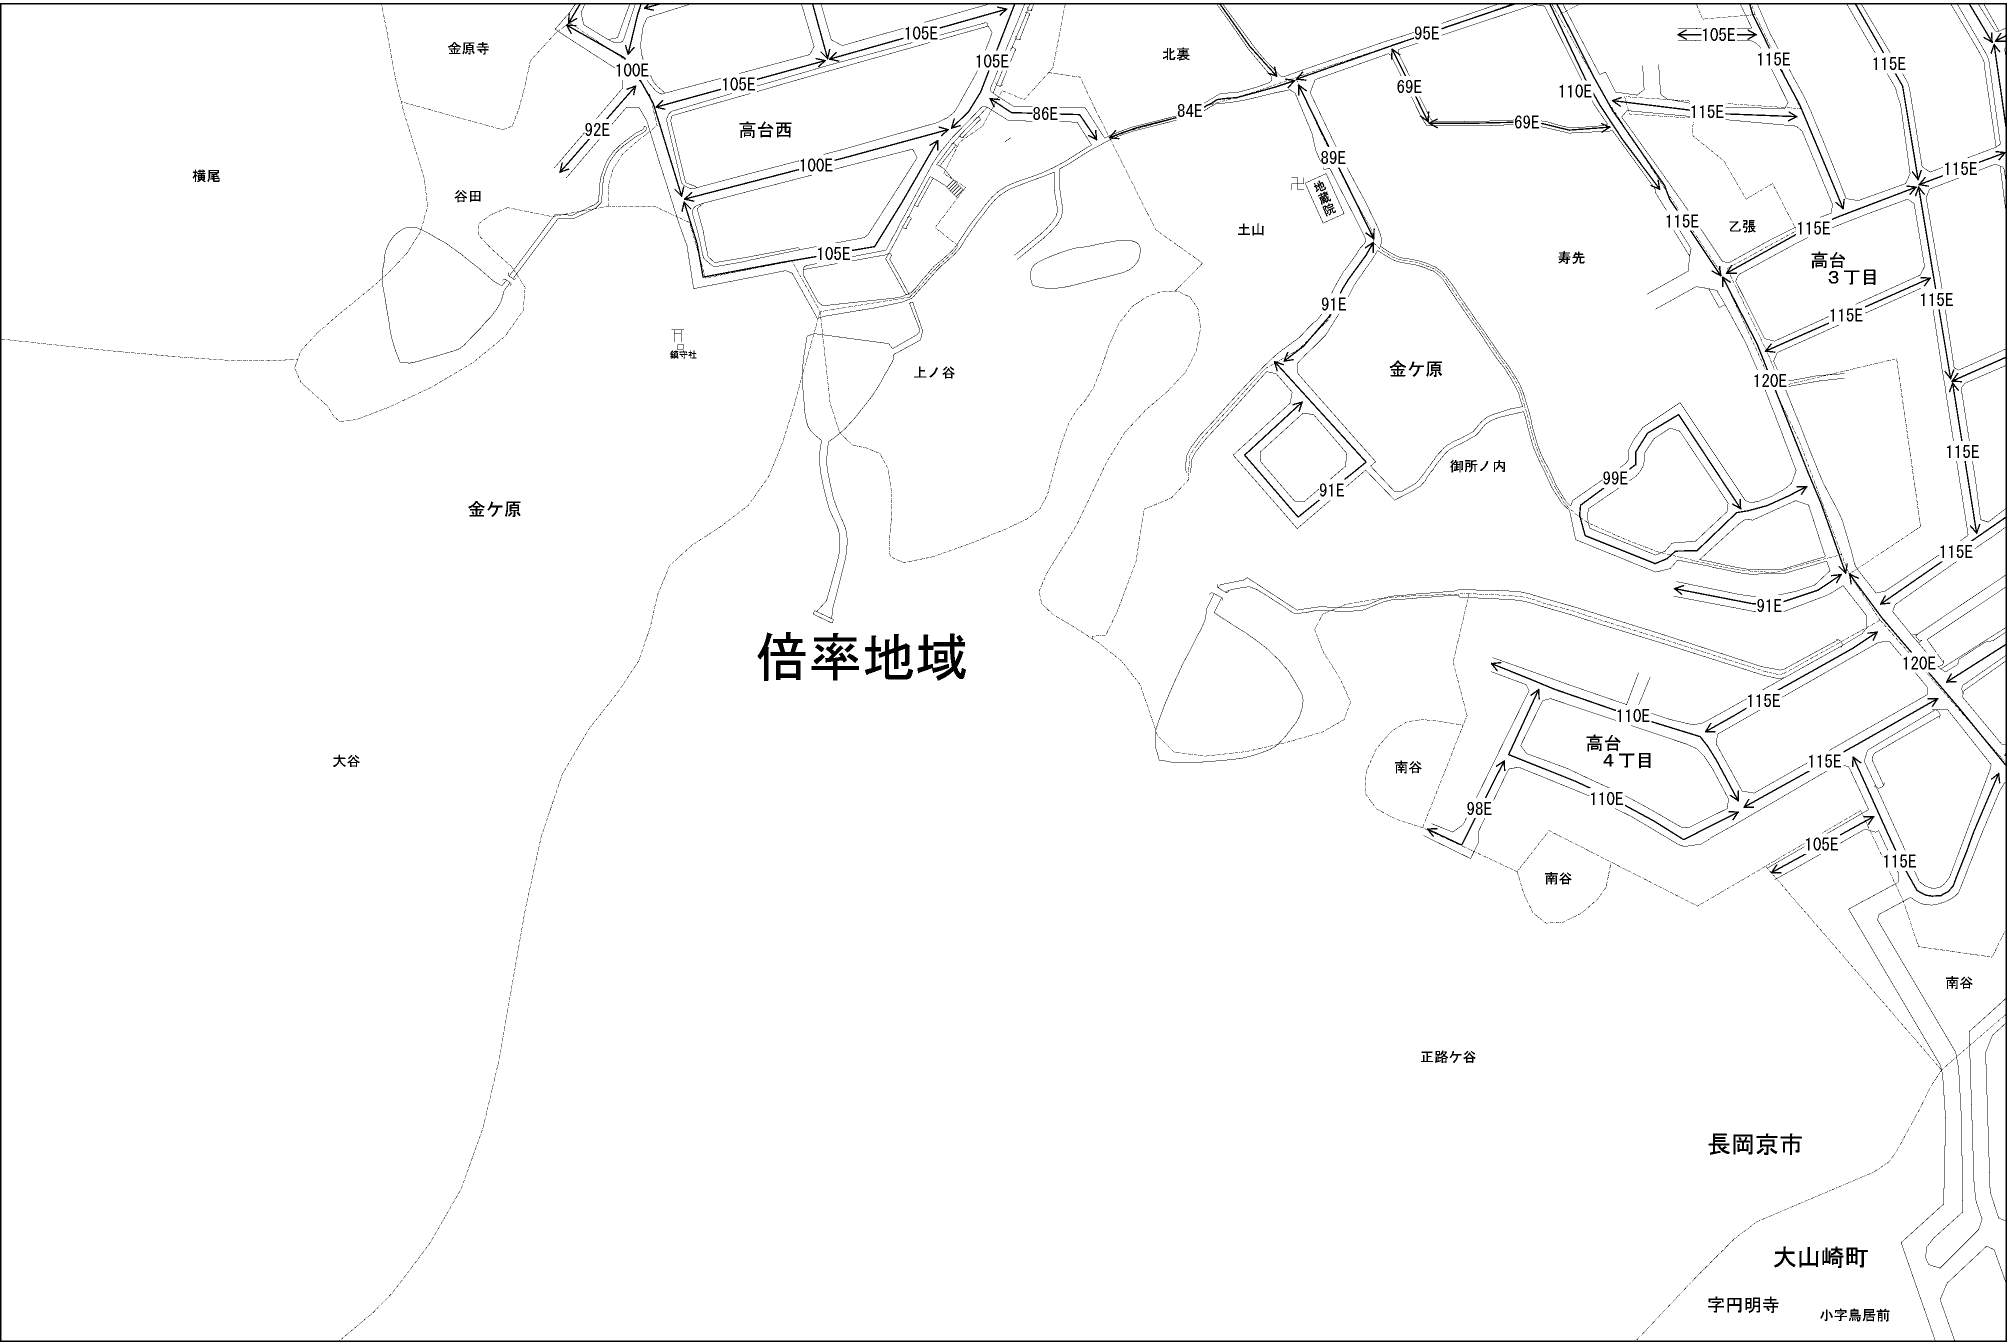 105E
95E
105E
金原寺
115E
北裏
105E
115E
100E
105E
69E
110E
115E
86E
84E
69E
92E
高台西
89E
100E
115E
横尾
谷田
地蔵院
115E
乙張
土山
115E
105E
寿先
高台
3丁目
91E
115E
115E
鎮守社
上ノ谷
金ケ原
120E
115E
御所ノ内
99E
91E
金ケ原
115E
91E
倍率地域
120E
115E
110E
高台
4丁目
大谷
南谷
115E
110E
98E
105E
115E
南谷
南谷
正路ケ谷
長岡京市
大山崎町
字円明寺
小字鳥居前